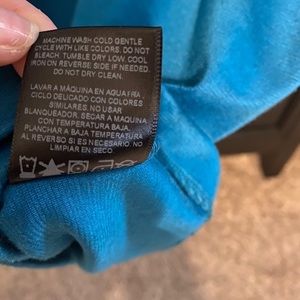 MACHINE WASH COLD GENTLE
CYCLE WITH LIKE COLORS. DO NOT
BLEACH. TUMBLE DRY LOW. COOL
IRON ON REVERSE SIDE IF NEEDED.
DO NOT DRY CLEAN.
LAVAR A MÁQUINA EN AGUA FRIA
CICLO DELICADO CON COLORES
SIMILARES. NO USAR
BLANQUEADOR. SECAR A MAQUINA
CON A BAJA TEMPERATURA.
PLANCHAR A BAJA TEMPERATURA
AL REVERSO SI ES NECESARIO. NO
LIMPIAR EN SECO.